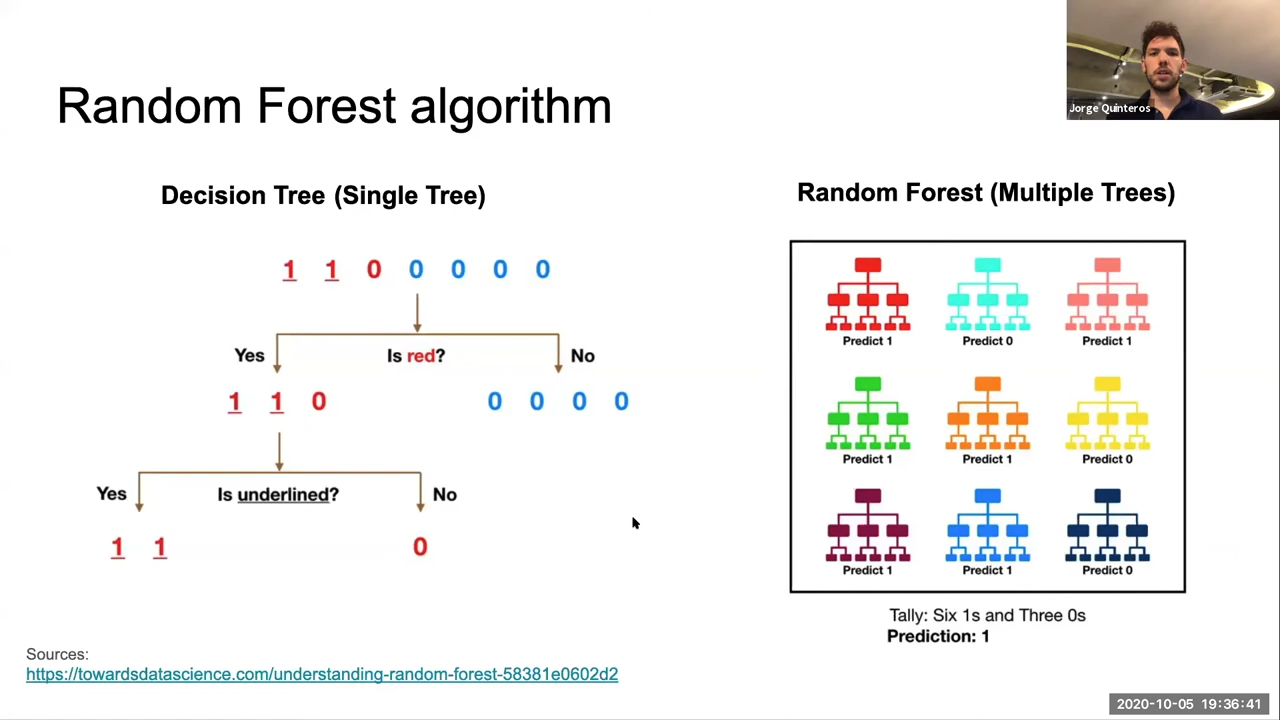 Random Forest algorithm
Jorge Quinteros
Decision Tree (Single Tree)
1 1 0 0 0 0 0
Yes Is red? No
1 1 0 0 0 0 0
Yes Is underlined? No
1 1 0
Random Forest (Multiple Trees)
Predict 1 Predict 0 Predict 1
Predict 1 Predict 1 Predict 0
Predict 1 Predict 1 Predict 0
Tally: Six 1s and Three 0s
Prediction: 1
Sources:
https://towardsdatascience.com/understanding-random-forest-58381e0602d2
2020-10-05 19:36:41